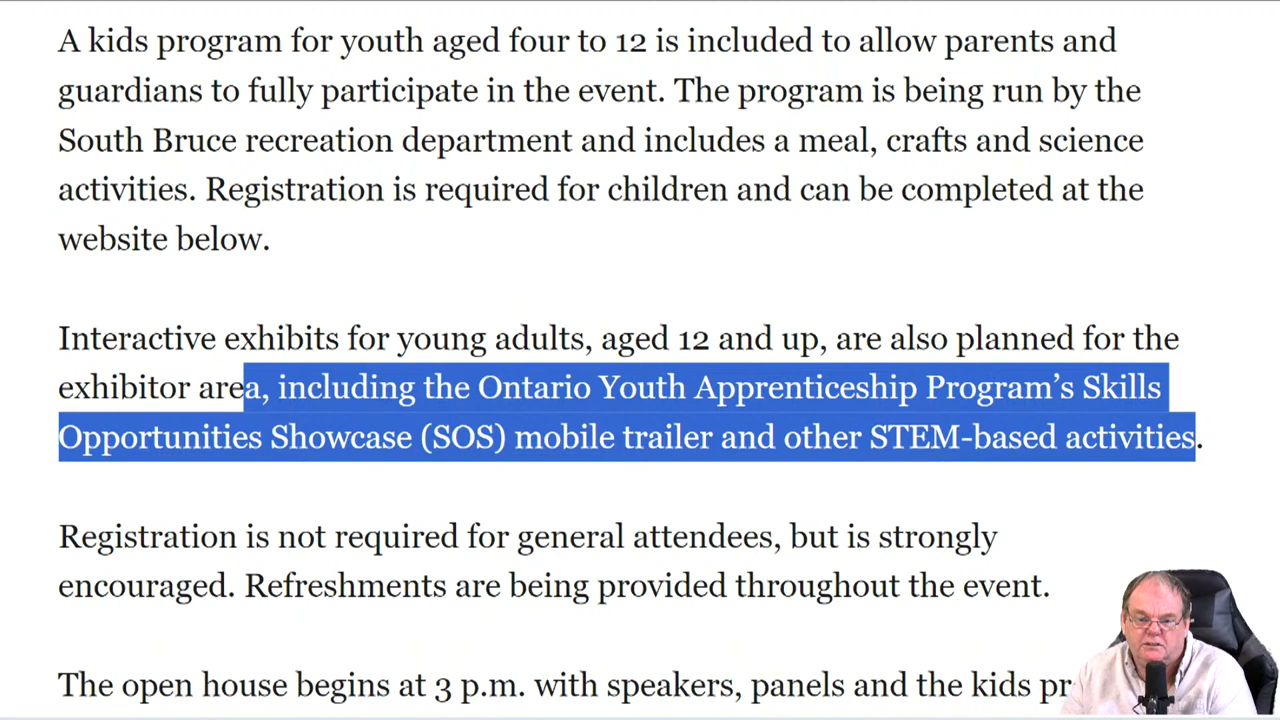 A kids program for youth aged four to 12 is included to allow parents and
guardians to fully participate in the event. The program is being run by the
South Bruce recreation department and includes a meal, crafts and science
activities. Registration is required for children and can be completed at the
website below.
Interactive exhibits for young adults, aged 12 and up, are also planned for the
exhibitor area, including the Ontario Youth Apprenticeship Program’s Skills
Opportunities Showcase (SOS) mobile trailer and other STEM-based activities.
Registration is not required for general attendees, but is strongly
encouraged. Refreshments are being provided throughout the event.
The open house begins at 3 p.m. with speakers, panels and the kids